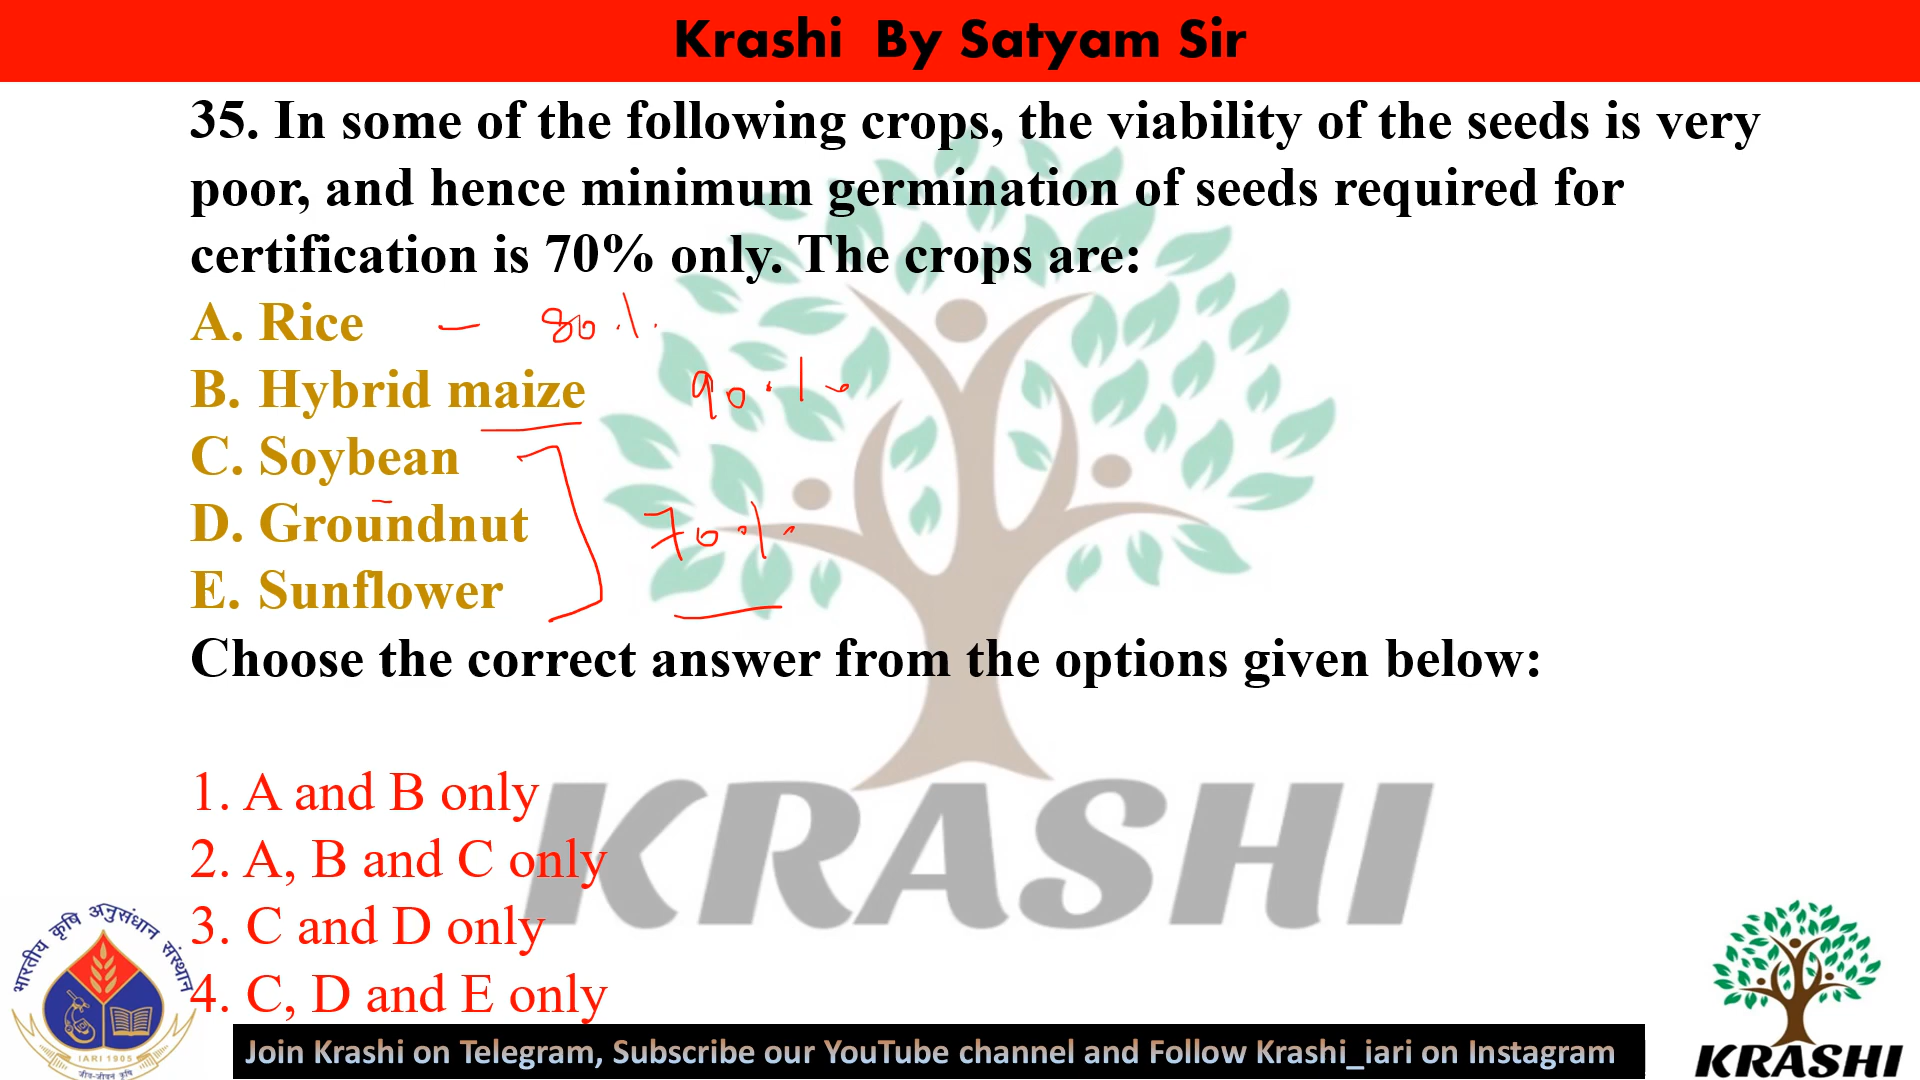 Krashi By Satyam Sir
35. In some of the following crops, the viability of the seeds is very
poor, and hence minimum germination of seeds required for
certification is 70% only. The crops are:
A. Rice – 80%
B. Hybrid maize 90%
C. Soybean
D. Groundnut 70%
E. Sunflower
Choose the correct answer from the options given below:
1. A and B only
2. A, B and C only
3. C and D only
4. C, D and E only
KRASHI
भारतीय कृषि अनुसंधान संस्थान
IARI 1905
Join Krashi on Telegram, Subscribe our YouTube channel and Follow Krashi_iari on Instagram
KRASHI